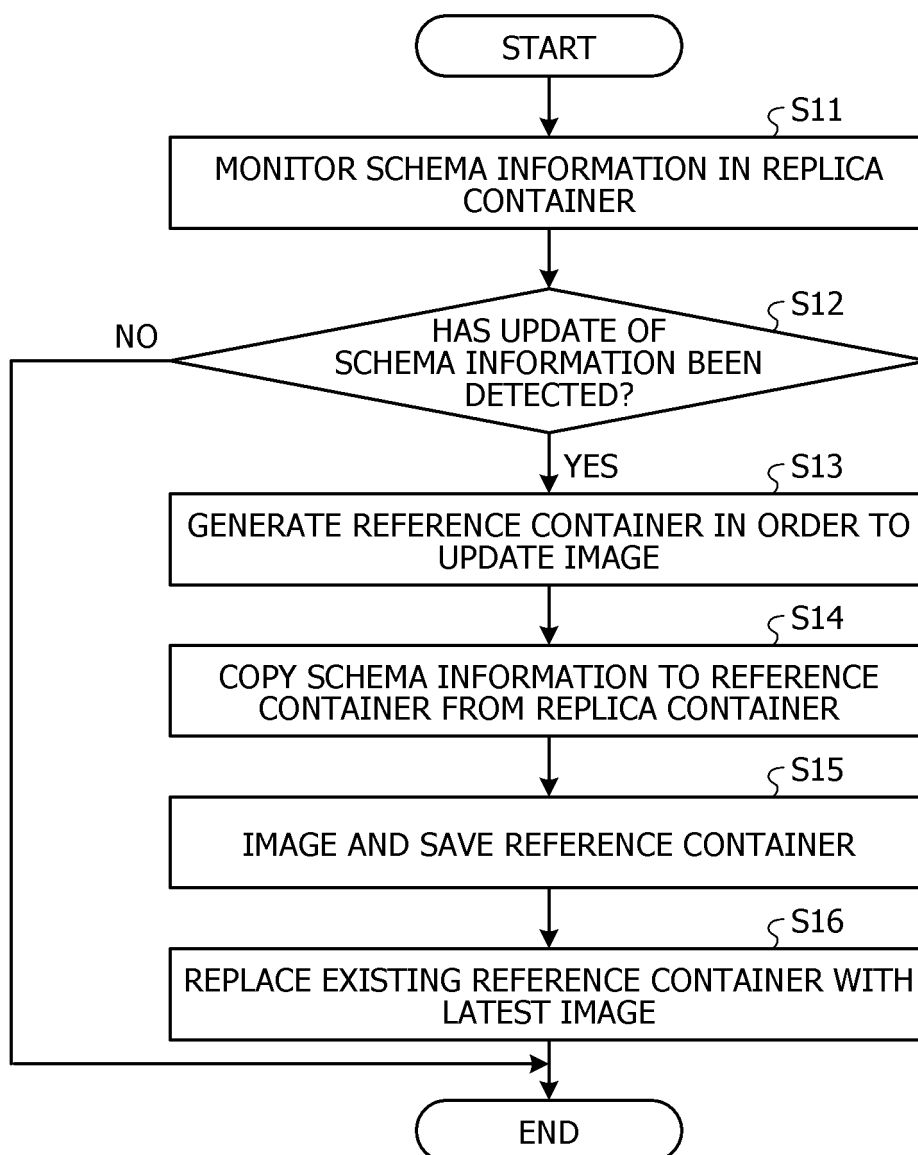 START
S11
MONITOR SCHEMA INFORMATION IN REPLICA
CONTAINER
S12
NO
HAS UPDATE OF
SCHEMA INFORMATION BEEN
DETECTED?
YES
S13
GENERATE REFERENCE CONTAINER IN ORDER TO
UPDATE IMAGE
S14
COPY SCHEMA INFORMATION TO REFERENCE
CONTAINER FROM REPLICA CONTAINER
S15
IMAGE AND SAVE REFERENCE CONTAINER
S16
REPLACE EXISTING REFERENCE CONTAINER WITH
LATEST IMAGE
END